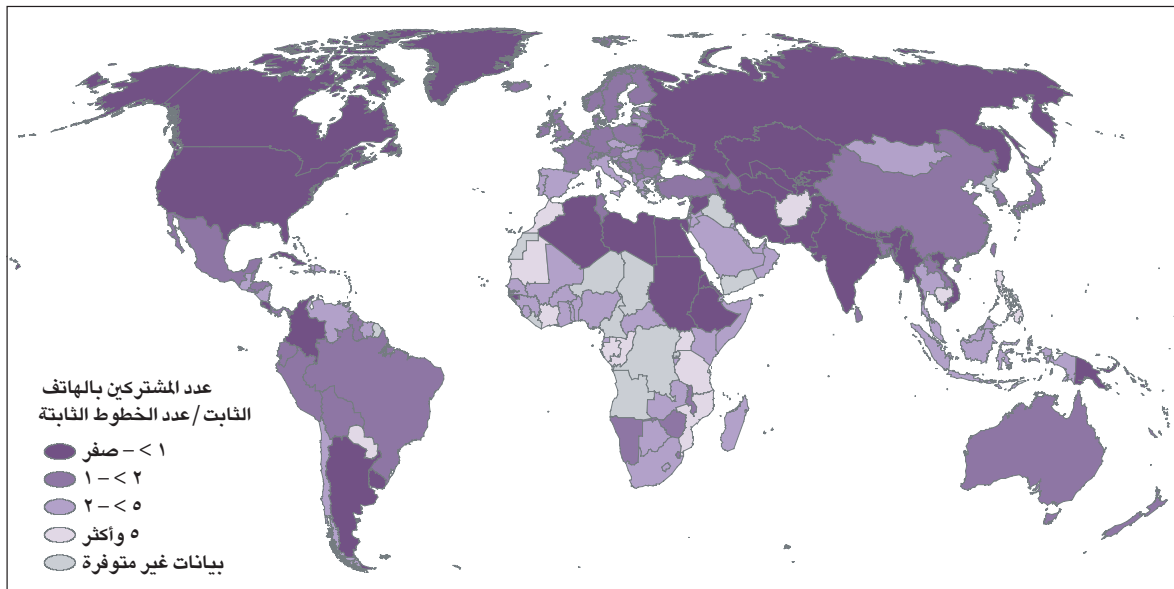 عدد المشتركين بالهاتف
الثابت/عدد الخطوط الثابتة
صفر – < ١
١ – < ٢
٢ – < ٥
٥ وأكثر
بيانات غير متوفرة